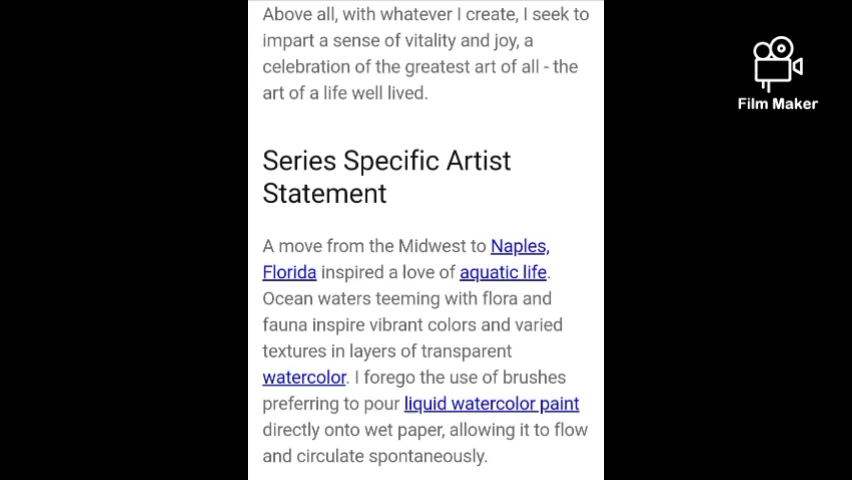 Above all, with whatever I create, I seek to
impart a sense of vitality and joy, a
celebration of the greatest art of all - the
art of a life well lived.
Film Maker
Series Specific Artist
Statement
A move from the Midwest to Naples,
Florida inspired a love of aquatic life.
Ocean waters teeming with flora and
fauna inspire vibrant colors and varied
textures in layers of transparent
watercolor. I forego the use of brushes
preferring to pour liquid watercolor paint
directly onto wet paper, allowing it to flow
and circulate spontaneously.